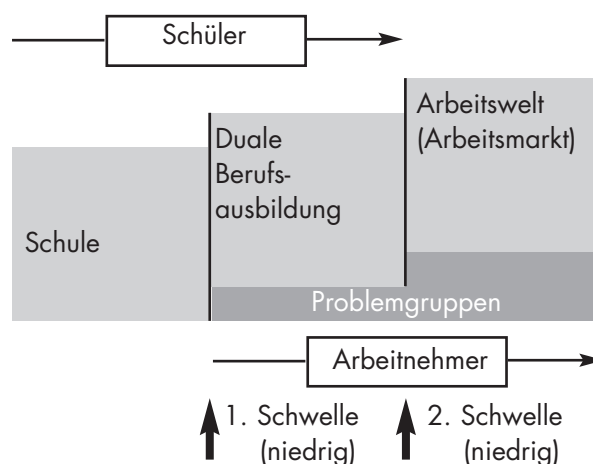 Schüler
Arbeitswelt
(Arbeitsmarkt)
Duale
Berufs-
ausbildung
Schule
Problemgruppen
Arbeitnehmer
1. Schwelle
(niedrig)
2. Schwelle
(niedrig)